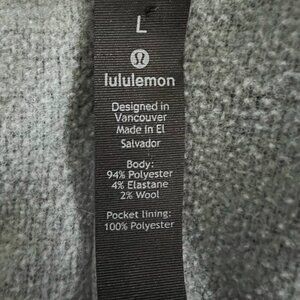 L
lululemon
Designed in
Vancouver
Made in El
Salvador
Body:
94% Polyester
4% Elastane
2% Wool
Pocket lining:
100% Polyester